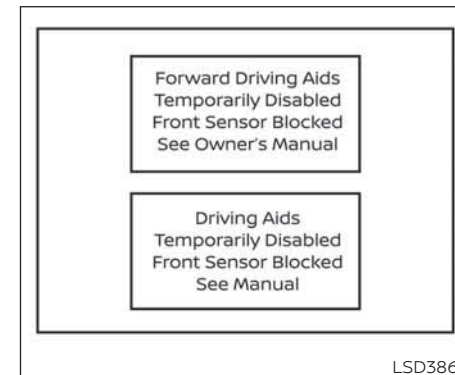 Forward Driving Aids
Temporarily Disabled
Front Sensor Blocked
See Owner's Manual
Driving Aids
Temporarily Disabled
Front Sensor Blocked
See Manual
LSD386